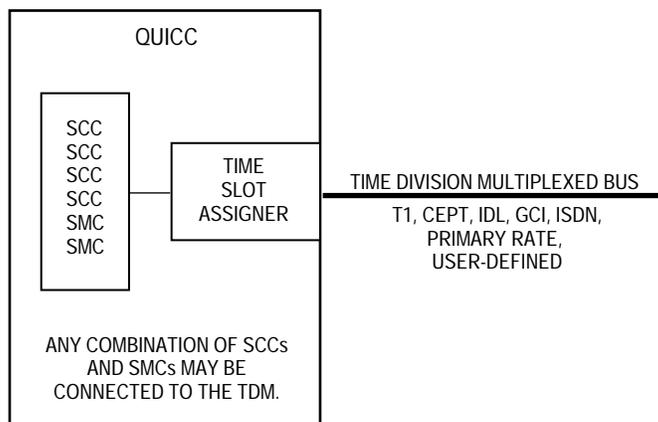 QUICC
SCC
SCC
SCC
SCC
SMC
SMC
TIME
SLOT
ASSIGNER
TIME DIVISION MULTIPLEXED BUS
T1, CEPT, IDL, GCI, ISDN,
PRIMARY RATE,
USER-DEFINED
ANY COMBINATION OF SCCs
AND SMCs MAY BE
CONNECTED TO THE TDM.